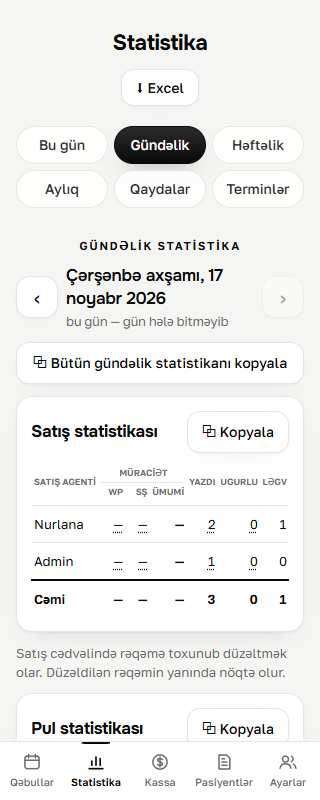 Statistika
⭳ Excel
Bu gün
Gündəlik
Həftəlik
Aylıq
Qaydalar
Terminlər
GÜNDƏLİK STATİSTİKA
‹
Çərşənbə axşamı, 17
noyabr 2026
bu gün — gün hələ bitməyib
›
Bütün gündəlik statistikanı kopyala
Satış statistikası
Kopyala
SATIŞ AGENTİ MÜRACİƏT YAZDI UGURLU LƏGV
WP SŞ ÜMUMİ
Nurlana — — — 2 0 1
Admin — — — 1 0 0
Cəmi — — — 3 0 1
Satış cədvəlində rəqəmə toxunub düzəltmək
olar. Düzəldilən rəqəmin yanında nöqtə olur.
Pul statistikası
Kopyala
Qəbullar Statistika Kassa Pasiyentlər Ayarlar